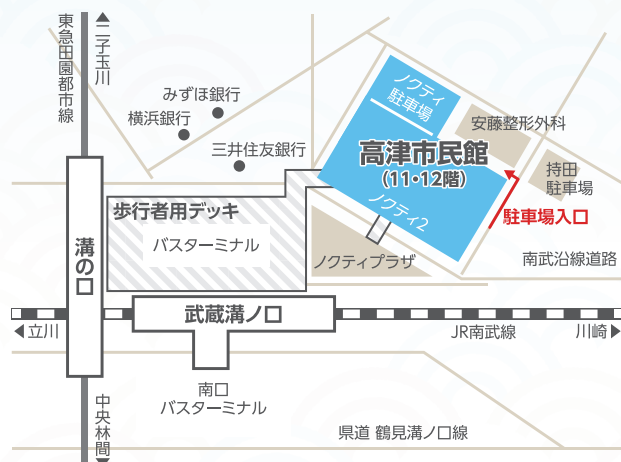 東急田園都市線
▲二子玉川
みずほ銀行
横浜銀行
三井住友銀行
ノクティ
駐車場
安藤整形外科
高津市民館
(11・12階)
持田
駐車場
駐車場入口
ノクティ2
歩行者用デッキ
バスターミナル
ノクティプラザ
南武沿線道路
溝の口
武蔵溝ノ口
◀立川
JR南武線
川崎▶
南口
バスターミナル
中央林間▼
県道 鶴見溝ノ口線